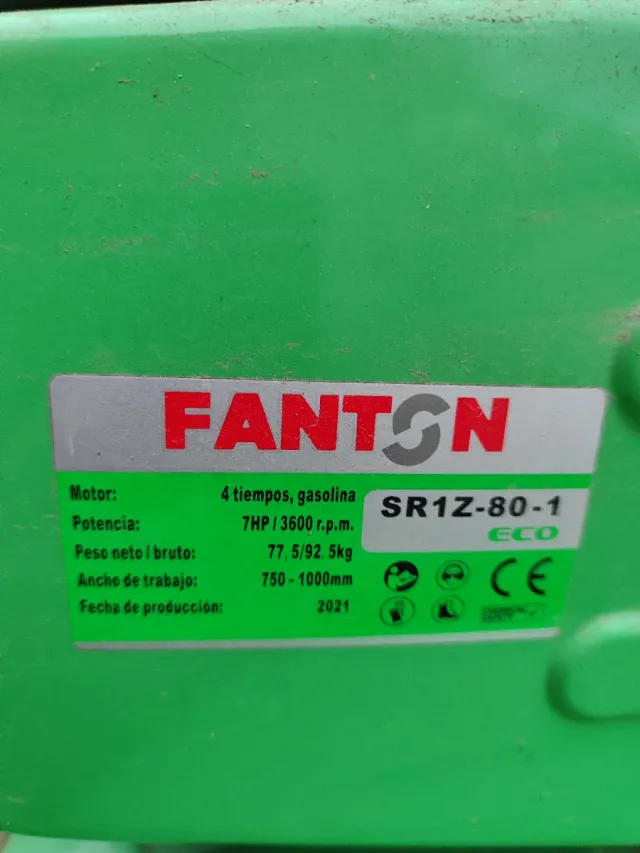 FANTON
Motor: 4 tiempos, gasolina
Potencia: 7HP / 3600 r.p.m.
Peso neto / bruto: 77, 5/92, 5kg
Ancho de trabajo: 750 - 1000mm
Fecha de producción: 2021
SR1Z-80-1
ECO
CE